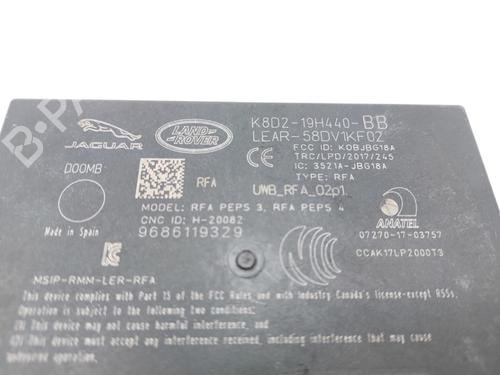 JAGUAR
LAND-
ROVER
K8D2-19H440-BB
LEAR-58DV1KF02
FCC ID: KOBJBG18A
TRC/LPD/2017/245
IC: 3521A-JBG18A
TYPE: RFA
D00MB
RFA
UWB_RFA_02p1.
MODEL: RFA PEPS 3, RFA PEPS 4
CNC ID: H-20082
9686119329
Made in Spain
ANATEL
07270-17-03757
CCAK17LP2000T3
MSIP-RMM-LER-RFA
This device complies with Part 15 of the FCC Rules and with industry Canada's license-except RSSs.
Operation is subject to the following two conditions:
(1) This device may not cause harmful interference, and
(2) This device must accept any interference received, including interference that may cause
undesired operation.
B-PARTS